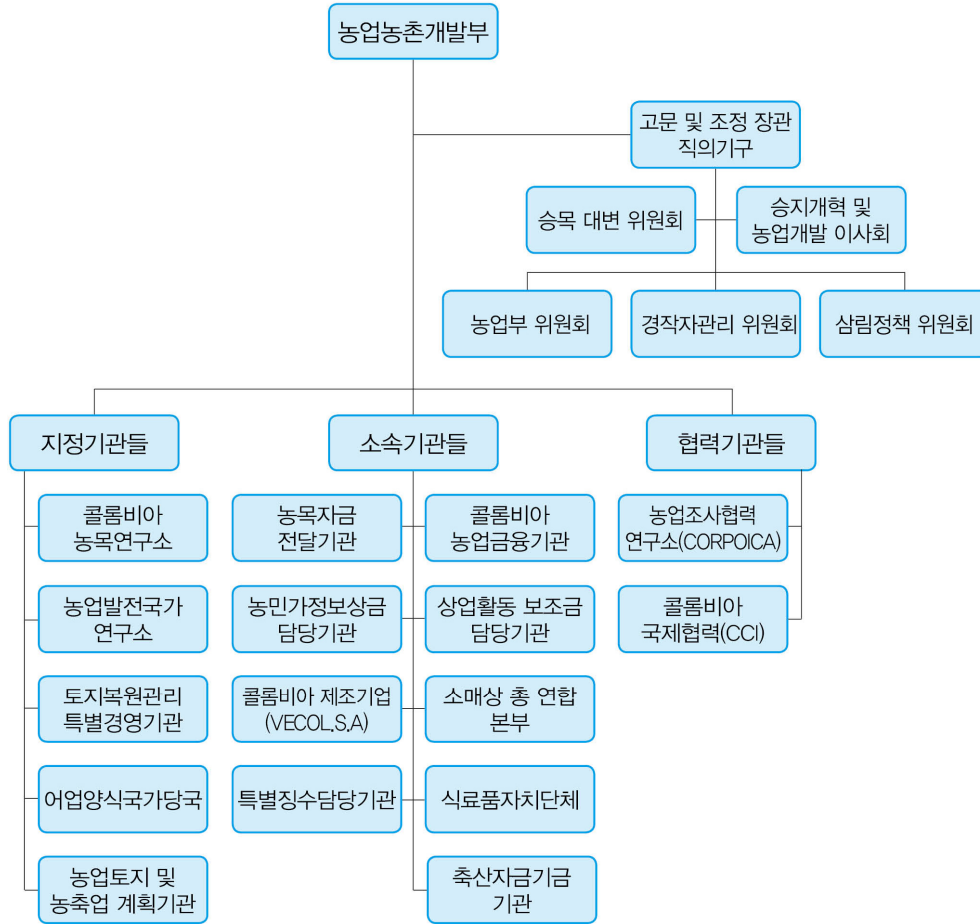 농업농촌개발부
고문 및 조정 장관
직의기구
승목 대변 위원회
승지개혁 및
농업개발 이사회
농업부 위원회
경작자관리 위원회
삼림정책 위원회
지정기관들
소속기관들
협력기관들
콜롬비아
농목연구소
농목자금
전달기관
콜롬비아
농업금융기관
농업조사협력
연구소(CORPOICA)
농업발전국가
연구소
농민가정보상금
담당기관
상업활동 보조금
담당기관
콜롬비아
국제협력(CCI)
토지복원관리
특별경영기관
콜롬비아 제조기업
(VECOL.S.A)
소매상 총 연합
본부
어업양식국가당국
특별징수담당기관
식료품자치단체
농업토지 및
농축업 계획기관
축산자금기금
기관